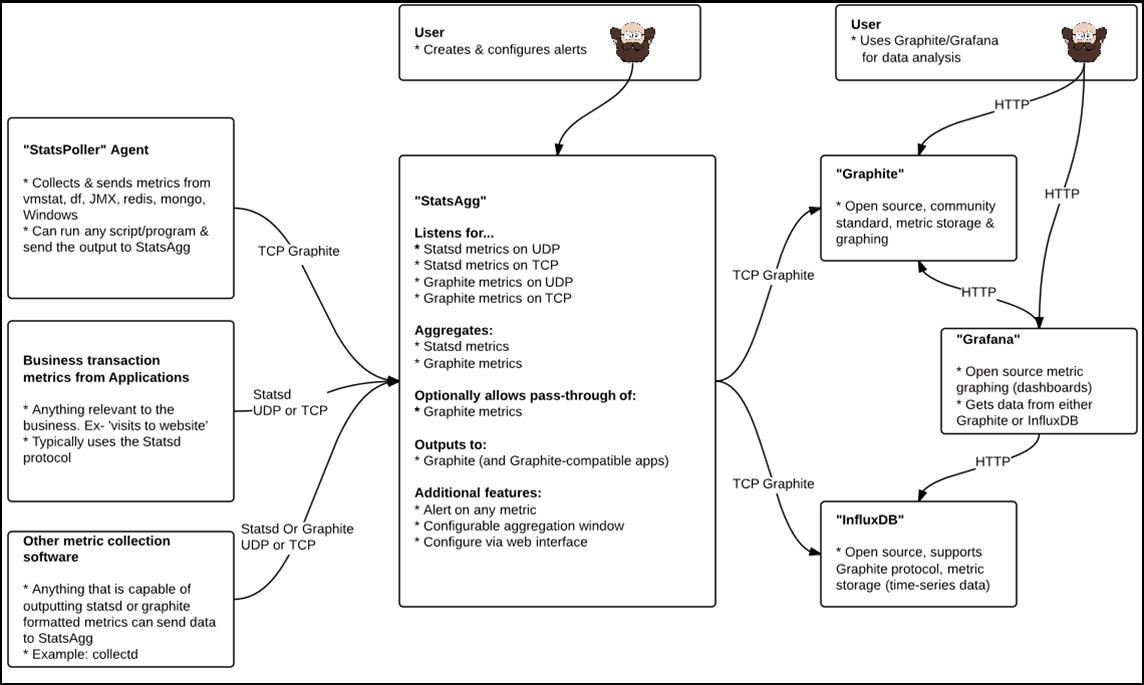 User
* Creates & configures alerts
User
* Uses Graphite/Grafana
for data analysis
HTTP
HTTP
"StatsPoller" Agent
* Collects & sends metrics from
vmstat, df, JMX, redis, mongo,
Windows
* Can run any script/program &
send the output to StatsAgg
TCP Graphite
Business transaction
metrics from Applications
* Anything relevant to the
business. Ex- 'visits to website'
* Typically uses the Statsd
protocol
Statsd
UDP or TCP
Other metric collection
software
* Anything that is capable of
outputting statsd or graphite
formatted metrics can send data
to StatsAgg
* Example: collectd
Statsd Or Graphite
UDP or TCP
"StatsAgg"
Listens for...
* Statsd metrics on UDP
* Statsd metrics on TCP
* Graphite metrics on UDP
* Graphite metrics on TCP
Aggregates:
* Statsd metrics
* Graphite metrics
Optionally allows pass-through of:
* Graphite metrics
Outputs to:
* Graphite (and Graphite-compatible apps)
Additional features:
* Alert on any metric
* Configurable aggregation window
* Configure via web interface
TCP Graphite
TCP Graphite
"Graphite"
* Open source, community
standard, metric storage &
graphing
HTTP
"Grafana"
* Open source metric
graphing (dashboards)
* Gets data from either
Graphite or InfluxDB
HTTP
"InfluxDB"
* Open source, supports
Graphite protocol, metric
storage (time-series data)